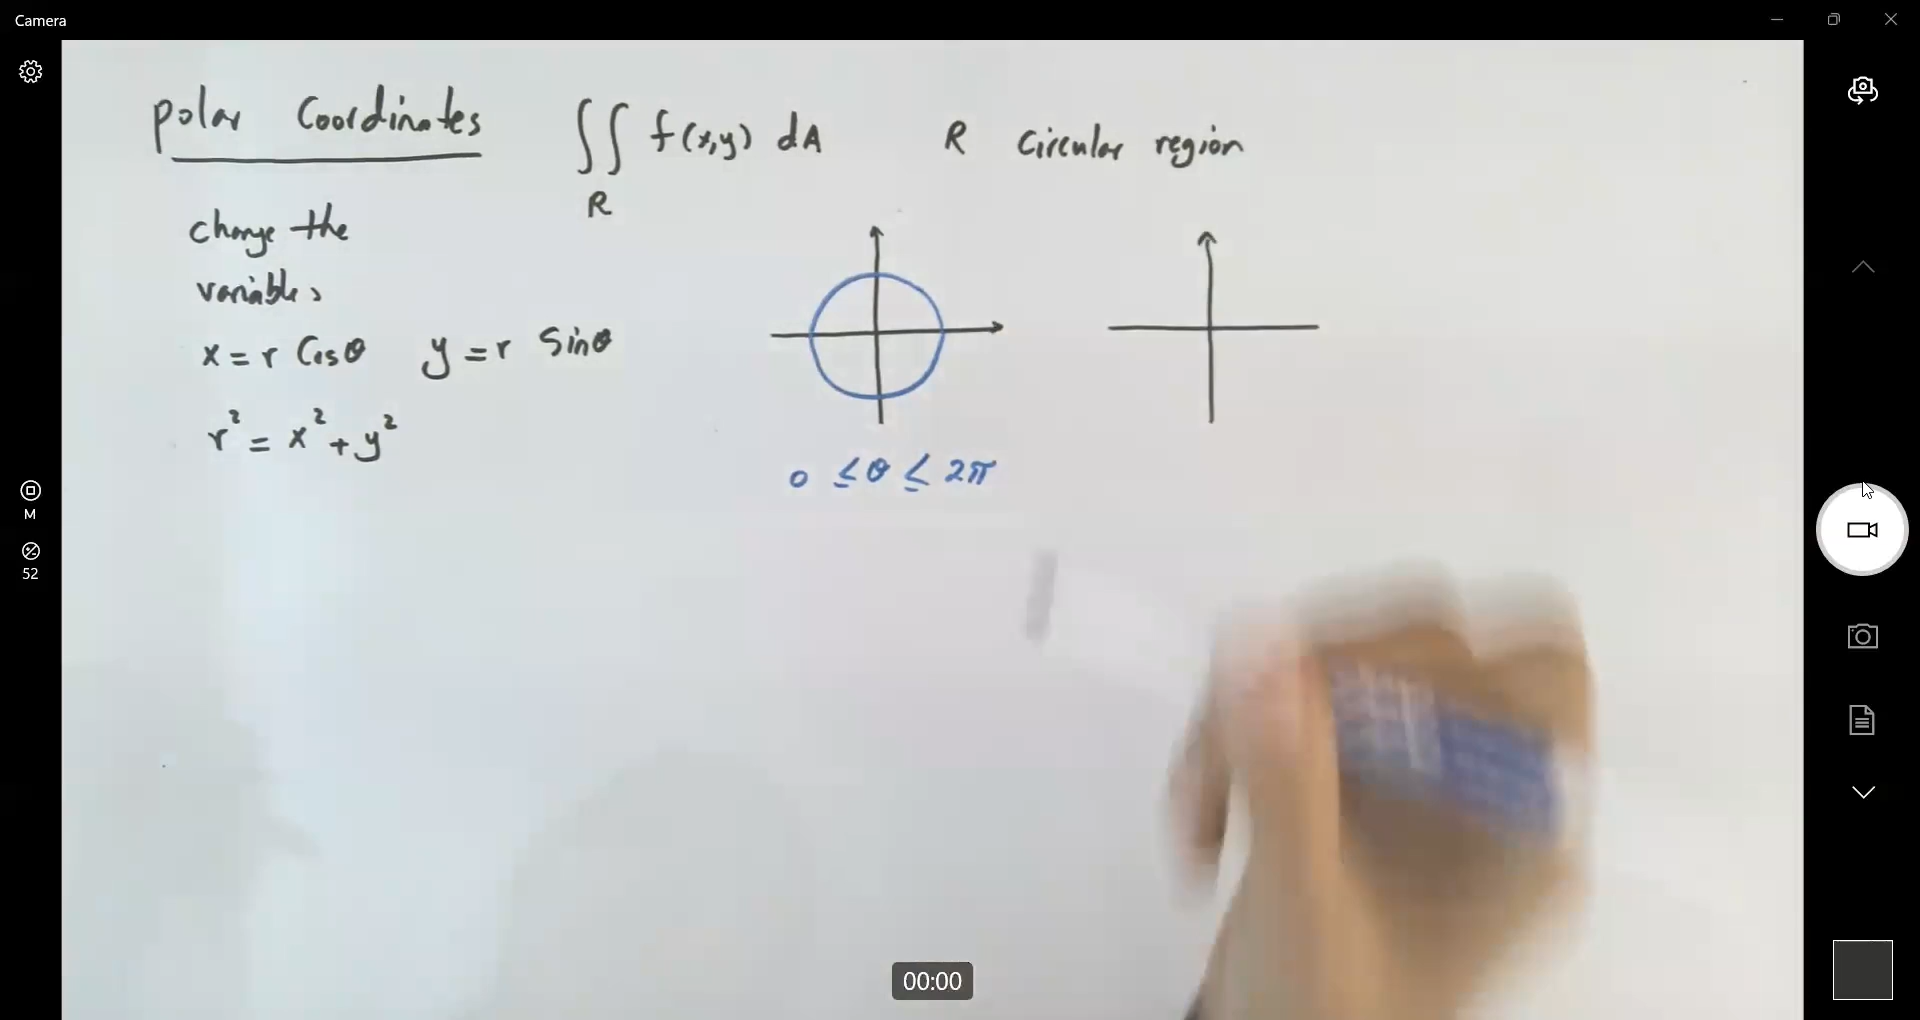 Camera
polar Coordinates ∫∫ f(x,y) dA R Circular region
R
change the
variables
x = r Cosθ y = r Sinθ
r² = x² + y²
0 ≤ θ ≤ 2π
M
52
00:00